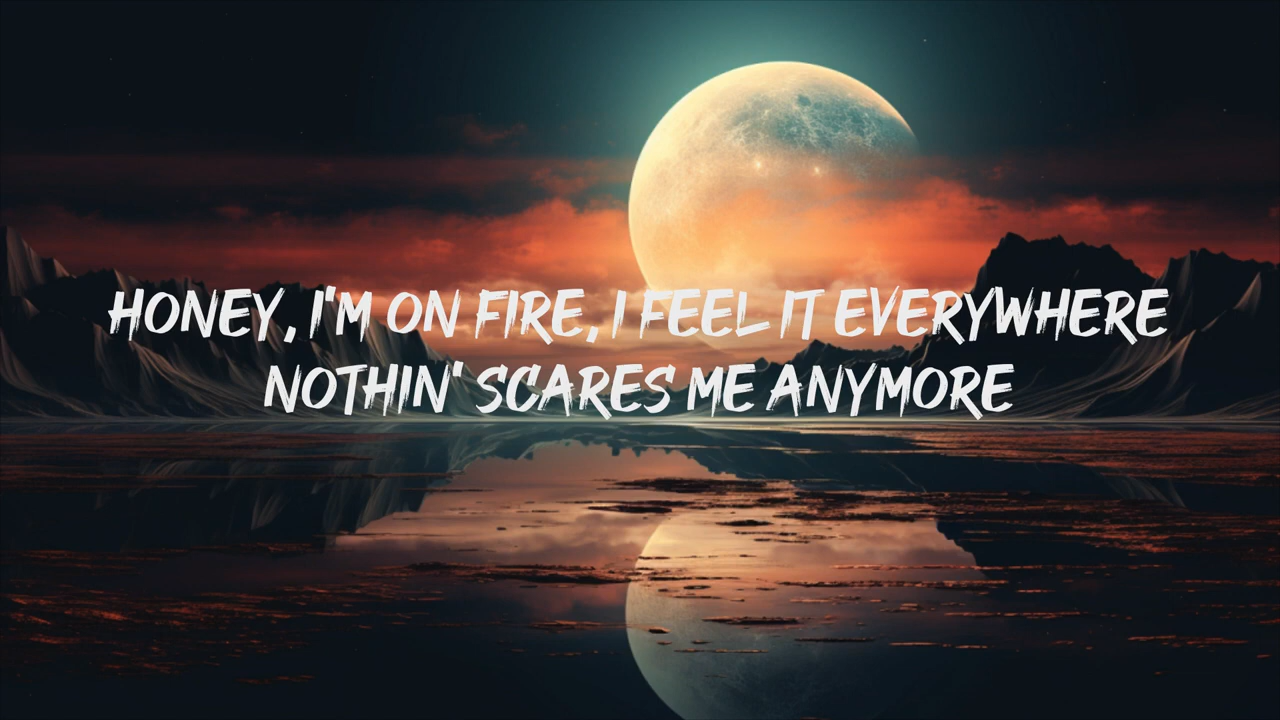 HONEY, I'M ON FIRE, I FEEL IT EVERYWHERE
NOTHIN' SCARES ME ANYMORE